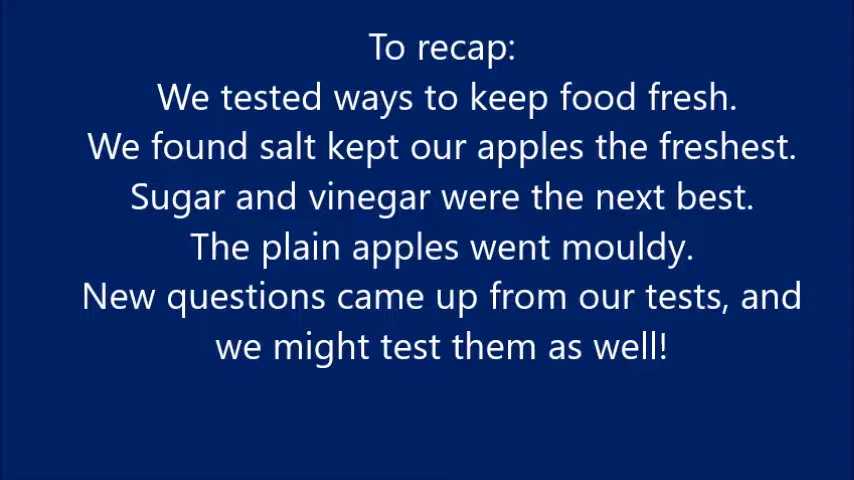 To recap:
We tested ways to keep food fresh.
We found salt kept our apples the freshest.
Sugar and vinegar were the next best.
The plain apples went mouldy.
New questions came up from our tests, and
we might test them as well!